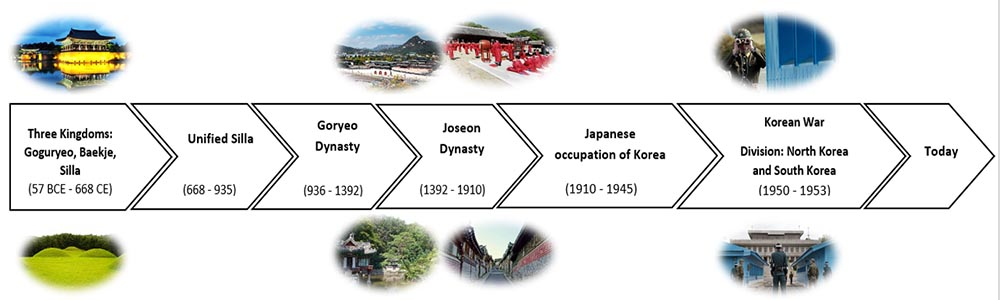 Three Kingdoms:
Goguryeo, Baekje,
Silla
(57 BCE - 668 CE)
Unified Silla
(668 - 935)
Goryeo
Dynasty
(936 - 1392)
Joseon
Dynasty
(1392 - 1910)
Japanese
occupation of Korea
(1910 - 1945)
Korean War
Division: North Korea
and South Korea
(1950 - 1953)
Today